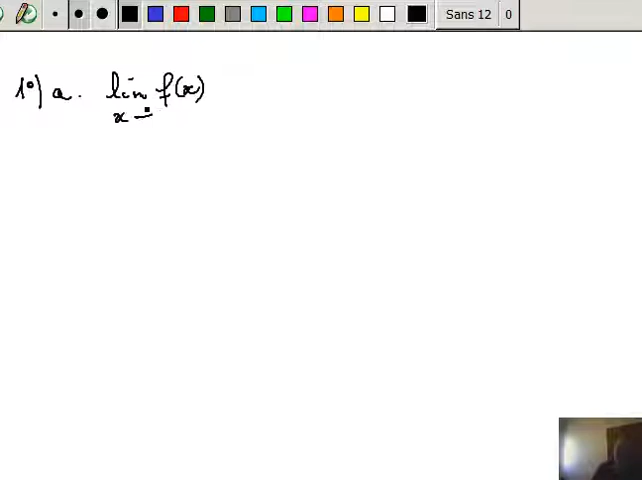 Sans 12 0
1°) a. lim f(x)
x –